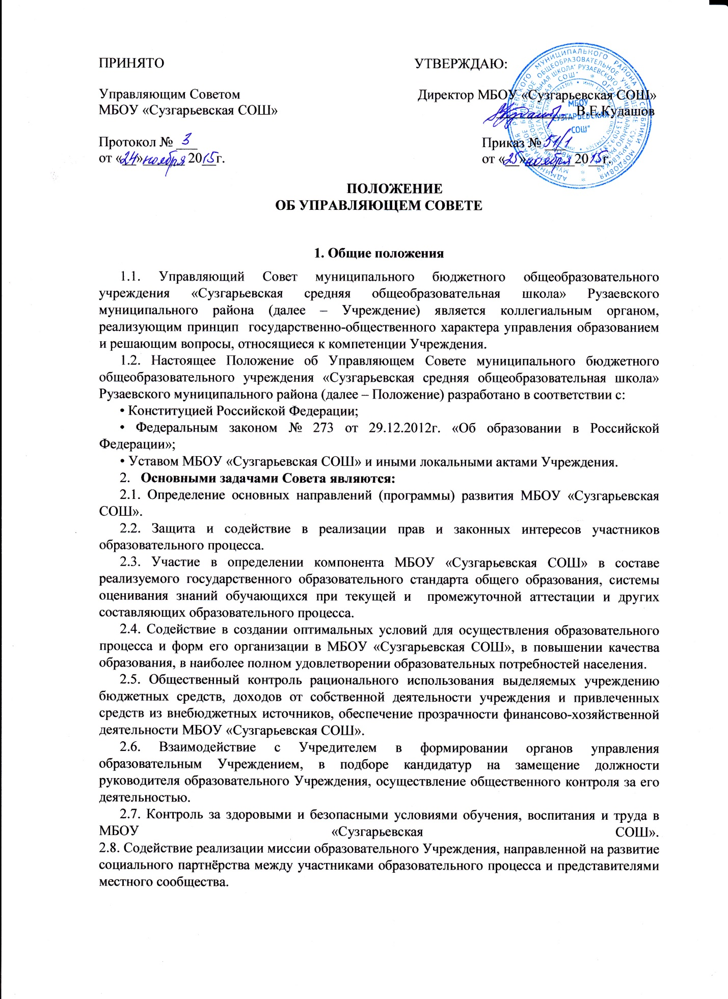 ПРИНЯТО
УТВЕРЖДАЮ:
Управляющим Советом
МБОУ «Сузгарьевская СОШ»
Директор МБОУ «Сузгарьевская СОШ»
В.Е.Кудашов
Протокол № 3
от «24» ноября 2015г.
Приказ № 51/1
от «25» ноября 2015г.
МБОУ
"СУЗГАРЬЕВСКАЯ
СОШ"
ПОЛОЖЕНИЕ
ОБ УПРАВЛЯЮЩЕМ СОВЕТЕ
1. Общие положения
1.1. Управляющий Совет муниципального бюджетного общеобразовательного
учреждения «Сузгарьевская средняя общеобразовательная школа» Рузаевского
муниципального района (далее – Учреждение) является коллегиальным органом,
реализующим принцип государственно-общественного характера управления образованием
и решающим вопросы, относящиеся к компетенции Учреждения.
1.2. Настоящее Положение об Управляющем Совете муниципального бюджетного
общеобразовательного учреждения «Сузгарьевская средняя общеобразовательная школа»
Рузаевского муниципального района (далее – Положение) разработано в соответствии с:
• Конституцией Российской Федерации;
• Федеральным законом № 273 от 29.12.2012г. «Об образовании в Российской
Федерации»;
• Уставом МБОУ «Сузгарьевская СОШ» и иными локальными актами Учреждения.
2. Основными задачами Совета являются:
2.1. Определение основных направлений (программы) развития МБОУ «Сузгарьевская
СОШ».
2.2. Защита и содействие в реализации прав и законных интересов участников
образовательного процесса.
2.3. Участие в определении компонента МБОУ «Сузгарьевская СОШ» в составе
реализуемого государственного образовательного стандарта общего образования, системы
оценивания знаний обучающихся при текущей и промежуточной аттестации и других
составляющих образовательного процесса.
2.4. Содействие в создании оптимальных условий для осуществления образовательного
процесса и форм его организации в МБОУ «Сузгарьевская СОШ», в повышении качества
образования, в наиболее полном удовлетворении образовательных потребностей населения.
2.5. Общественный контроль рационального использования выделяемых учреждению
бюджетных средств, доходов от собственной деятельности учреждения и привлеченных
средств из внебюджетных источников, обеспечение прозрачности финансово-хозяйственной
деятельности МБОУ «Сузгарьевская СОШ».
2.6. Взаимодействие с Учредителем в формировании органов управления
образовательным Учреждением, в подборе кандидатур на замещение должности
руководителя образовательного Учреждения, осуществление общественного контроля за его
деятельностью.
2.7. Контроль за здоровыми и безопасными условиями обучения, воспитания и труда в
МБОУ «Сузгарьевская СОШ».
2.8. Содействие реализации миссии образовательного Учреждения, направленной на развитие
социального партнёрства между участниками образовательного процесса и представителями
местного сообщества.